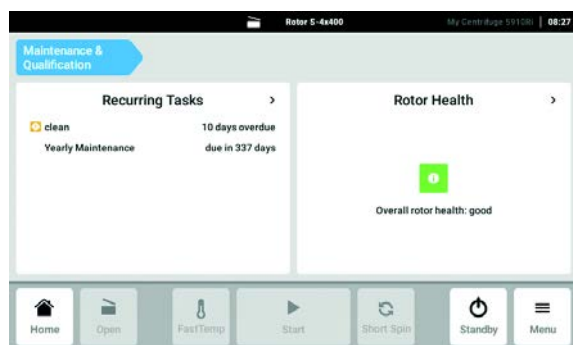 Rotor S-4x400
My Centrifuge 5910Ri
08:27
Maintenance &
Qualification
Recurring Tasks >
Rotor Health >
clean 10 days overdue
Yearly Maintenance due in 337 days
Overall rotor health: good
Home
Open
FastTemp
Start
Short Spin
Standby
Menu